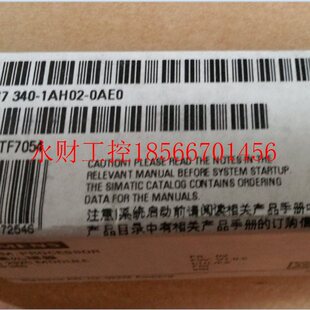 7 340-1AH02-0AE0
TF7054
永财工控18566701456
CAUTION! PLEASE READ THE NOTES IN THE
RELEVANT MANUAL BEFORE SYSTEM STARTUP.
THE SIMATIC CATALOG CONTAINS ORDERING
DATA FOR THE MANUALS.
注意!系统启动前请阅读相关产品手册中
产品目录中有相关产品手册的订购信
72546
PROCESSOR